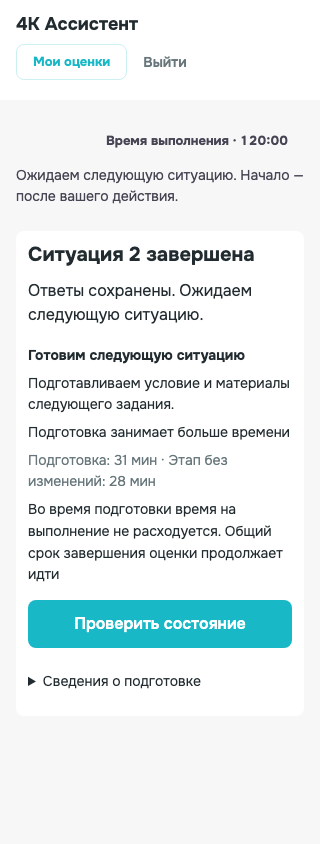 4К Ассистент
Мои оценки
Выйти
Время выполнения · 120:00
Ожидаем следующую ситуацию. Начало —
после вашего действия.
Ситуация 2 завершена
Ответы сохранены. Ожидаем
следующую ситуацию.
Готовим следующую ситуацию
Подготавливаем условие и материалы
следующего задания.
Подготовка занимает больше времени
Подготовка: 31 мин · Этап без
изменений: 28 мин
Во время подготовки время на
выполнение не расходуется. Общий
срок завершения оценки продолжает
идти
Проверить состояние
Сведения о подготовке